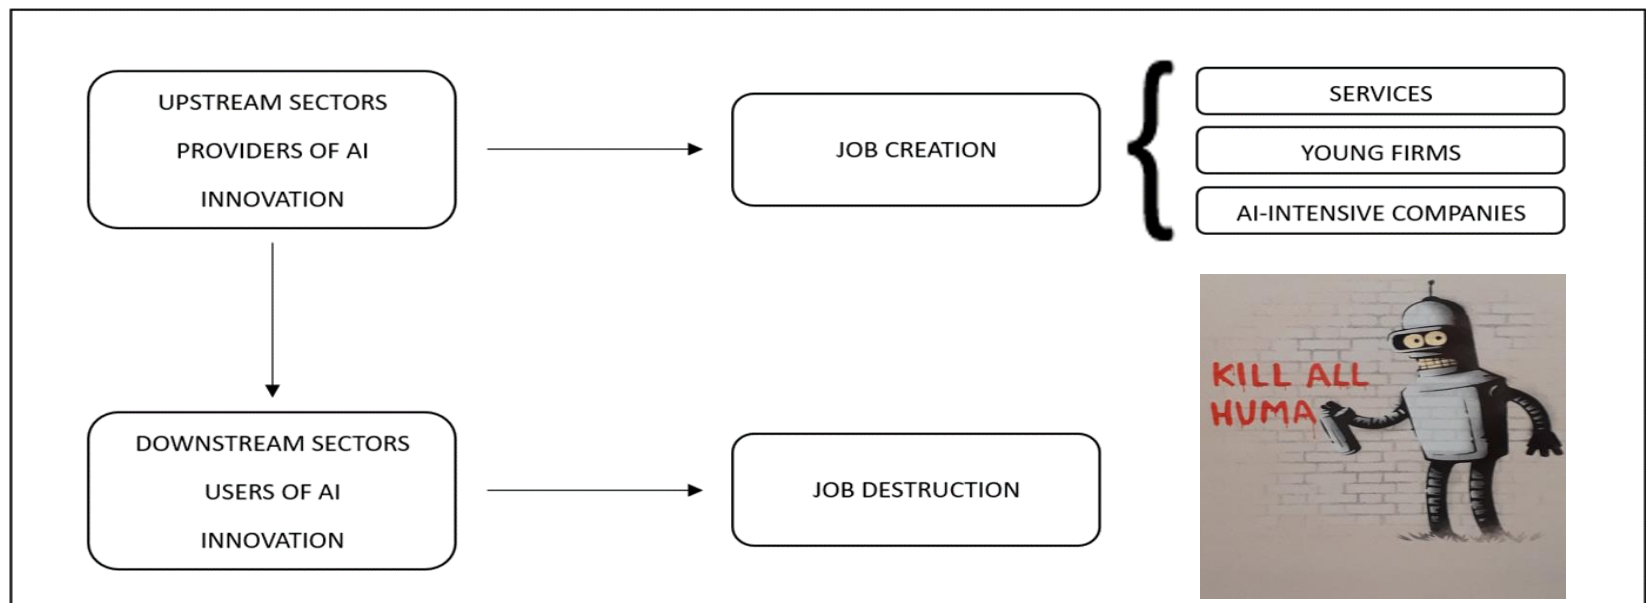 UPSTREAM SECTORS
PROVIDERS OF AI
INNOVATION
JOB CREATION
SERVICES
YOUNG FIRMS
AI-INTENSIVE COMPANIES
KILL ALL
HUMA
DOWNSTREAM SECTORS
USERS OF AI
INNOVATION
JOB DESTRUCTION